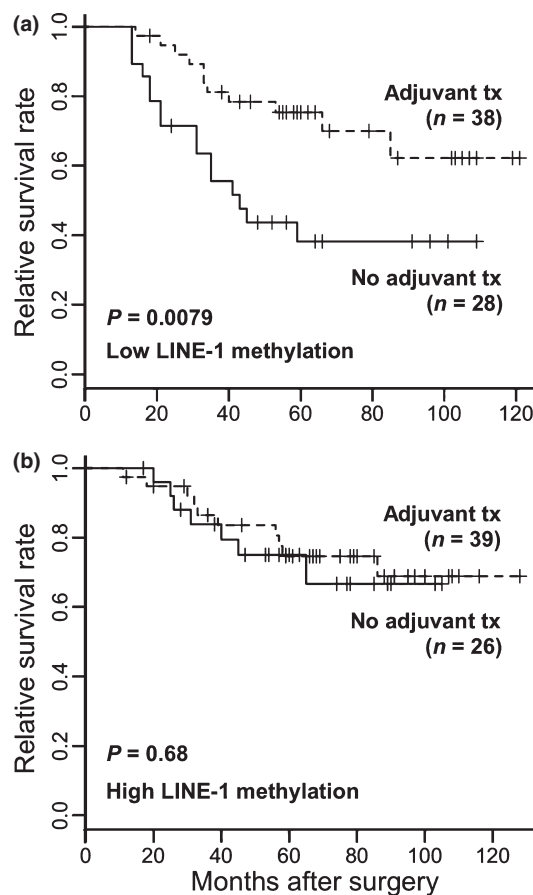 (a)
Relative survival rate
1.0
0.8
0.6
0.4
0.2
0.0
Adjuvant tx
(n = 38)
No adjuvant tx
(n = 28)
P = 0.0079
Low LINE-1 methylation
0 20 40 60 80 100 120
(b)
Relative survival rate
1.0
0.8
0.6
0.4
0.2
0.0
Adjuvant tx
(n = 39)
No adjuvant tx
(n = 26)
P = 0.68
High LINE-1 methylation
0 20 40 60 80 100 120
Months after surgery